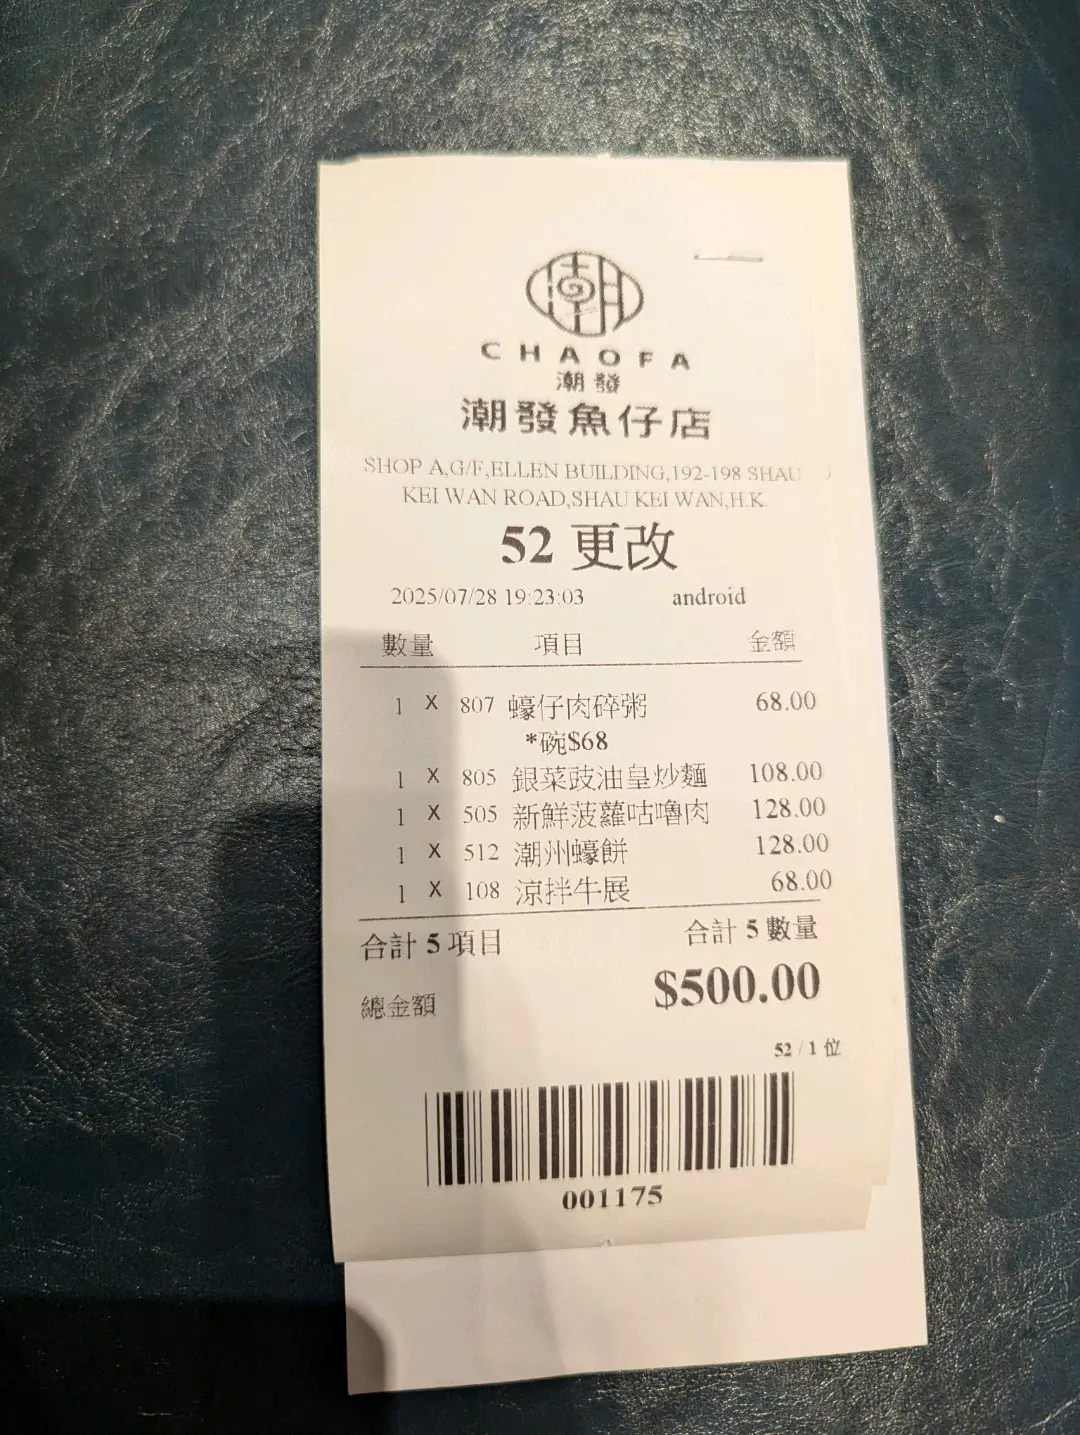 潮
CHAOFA
潮發
潮發魚仔店
SHOP A,G/F,ELLEN BUILDING,192-198 SHAU
KEI WAN ROAD,SHAU KEI WAN,H.K.
52 更改
2025/07/28 19:23:03 android
數量 項目 金額
1 X 807 蠔仔肉碎粥 68.00
*碗$68
1 X 805 銀菜豉油皇炒麵 108.00
1 X 505 新鮮菠蘿咕嚕肉 128.00
1 X 512 潮州蠔餅 128.00
1 X 108 涼拌牛展 68.00
合計 5 項目 合計 5 數量
總金額 $500.00
52 / 1 位
001175